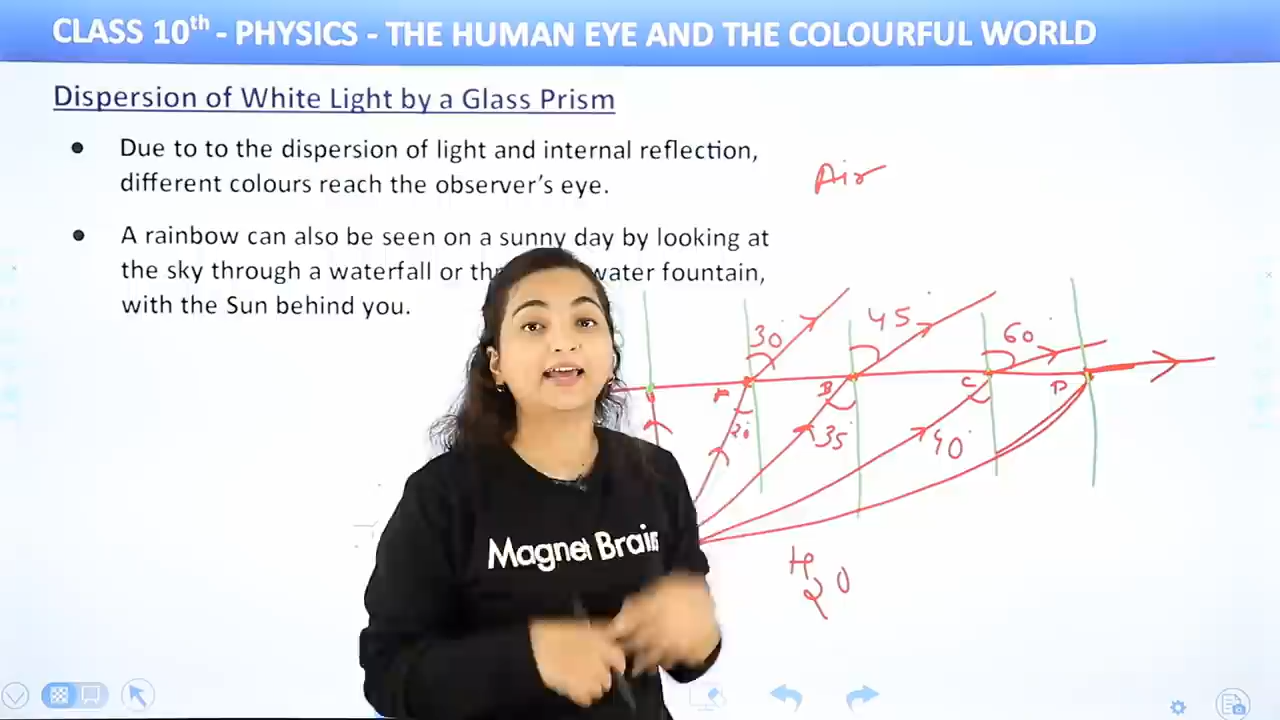 CLASS 10th - PHYSICS - THE HUMAN EYE AND THE COLOURFUL WORLD
Dispersion of White Light by a Glass Prism
• Due to to the dispersion of light and internal reflection,
different colours reach the observer's eye.
Air
• A rainbow can also be seen on a sunny day by looking at
the sky through a waterfall or water fountain,
with the Sun behind you.
30° 45° 60°
A B C D
35° 40°
Magnet Brains
H2O